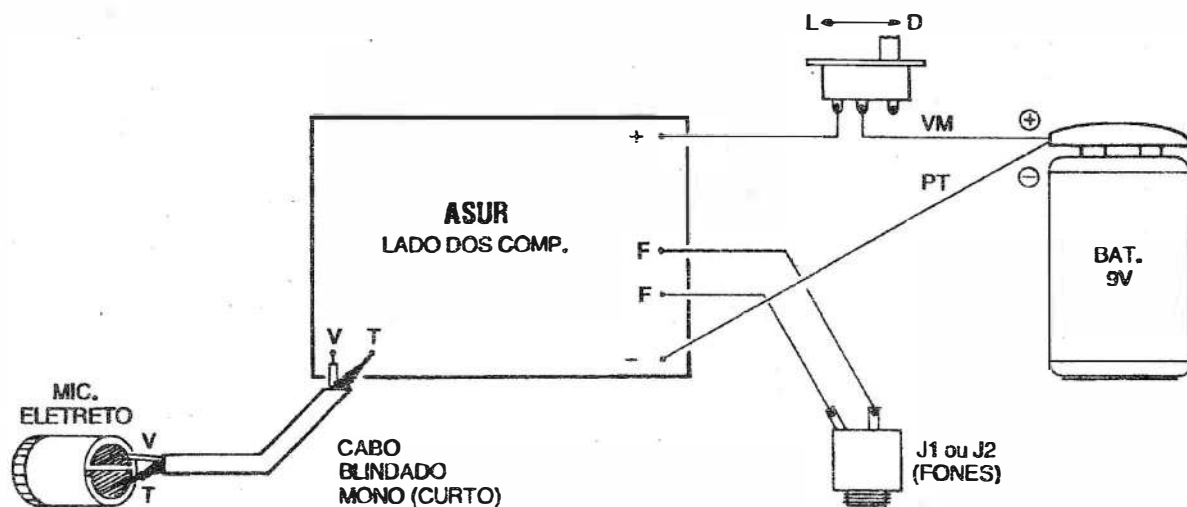 L D
+
VM
⊕
PT
⊖
ASUR
LADO DOS COMP.
F
F
BAT.
9V
V T
-
MIC.
ELETRETO
V
T
CABO
BLINDADO
MONO (CURTO)
J1 ou J2
(FONES)